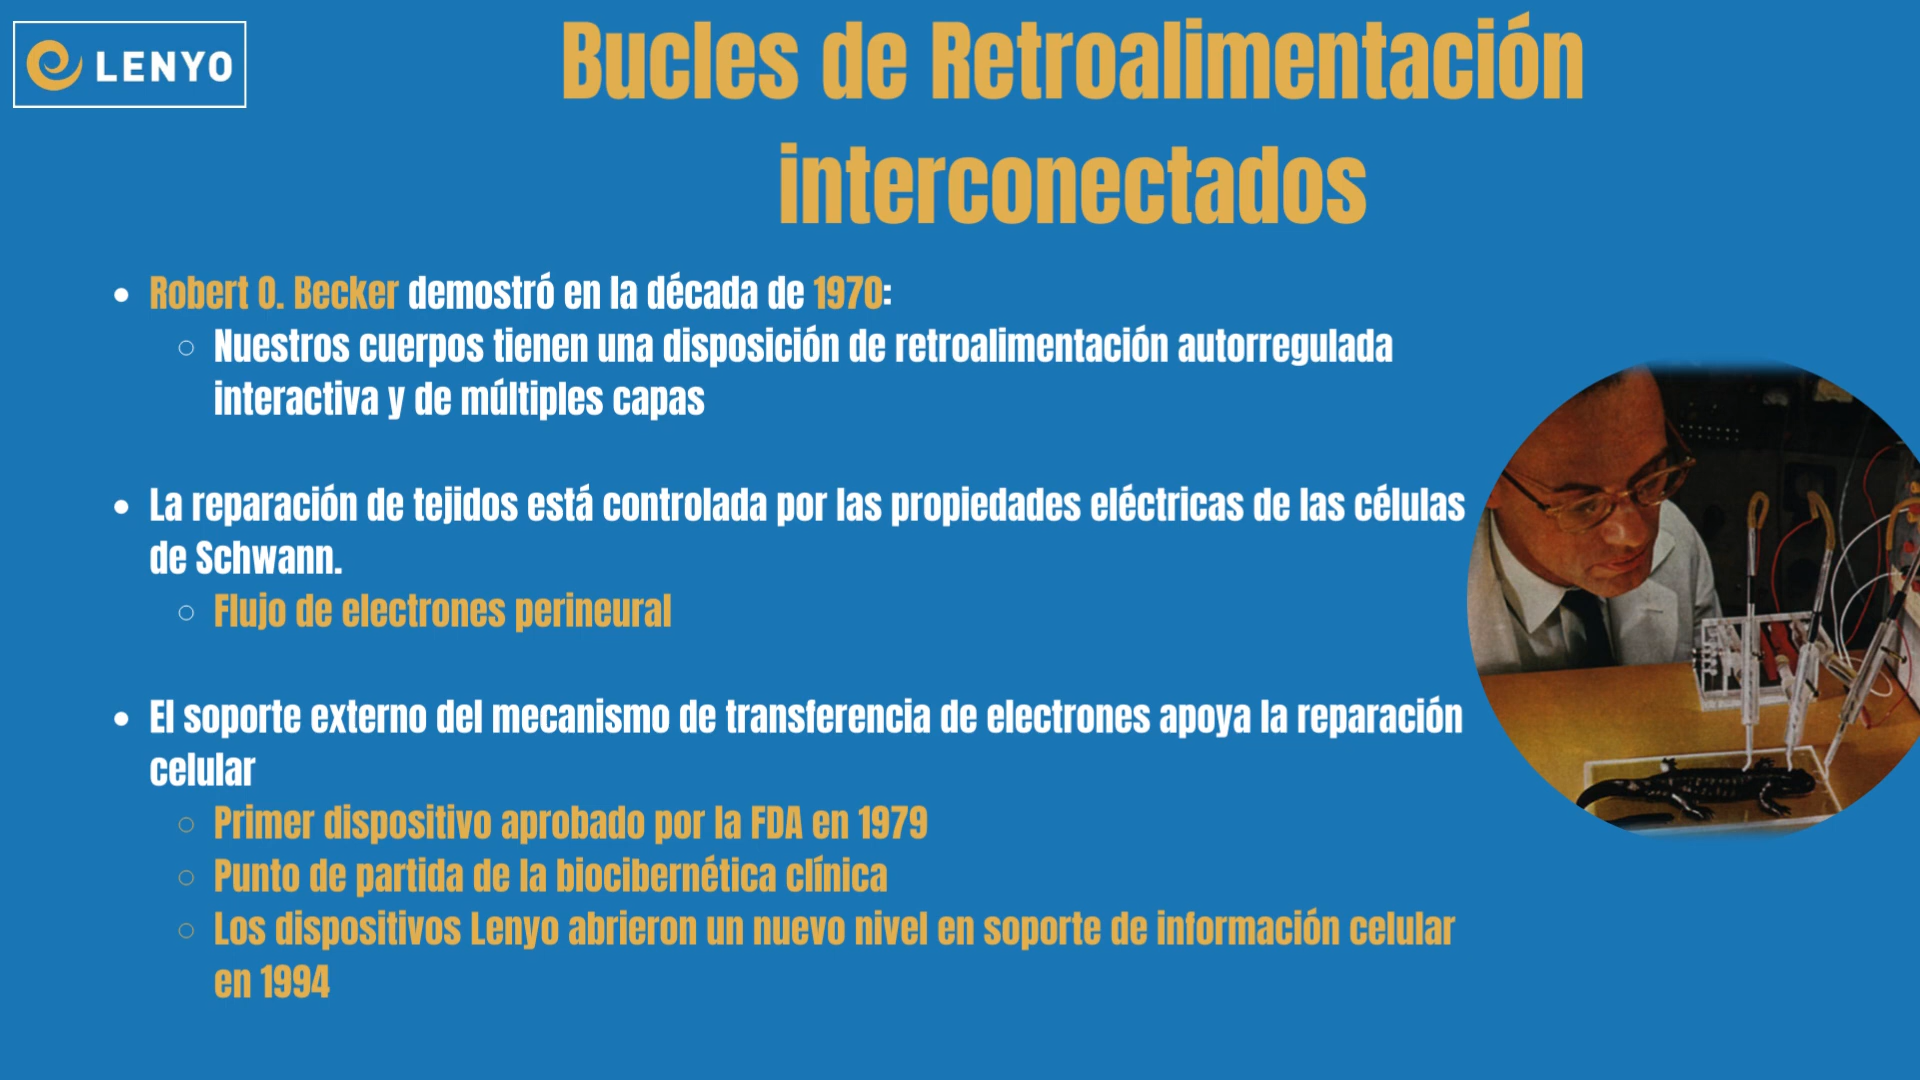 LENYO
Bucles de Retroalimentación
interconectados
Robert O. Becker demostró en la década de 1970:
Nuestros cuerpos tienen una disposición de retroalimentación autorregulada
interactiva y de múltiples capas
La reparación de tejidos está controlada por las propiedades eléctricas de las células
de Schwann.
Flujo de electrones perineural
El soporte externo del mecanismo de transferencia de electrones apoya la reparación
celular
Primer dispositivo aprobado por la FDA en 1979
Punto de partida de la biocibernética clínica
Los dispositivos Lenyo abrieron un nuevo nivel en soporte de información celular
en 1994